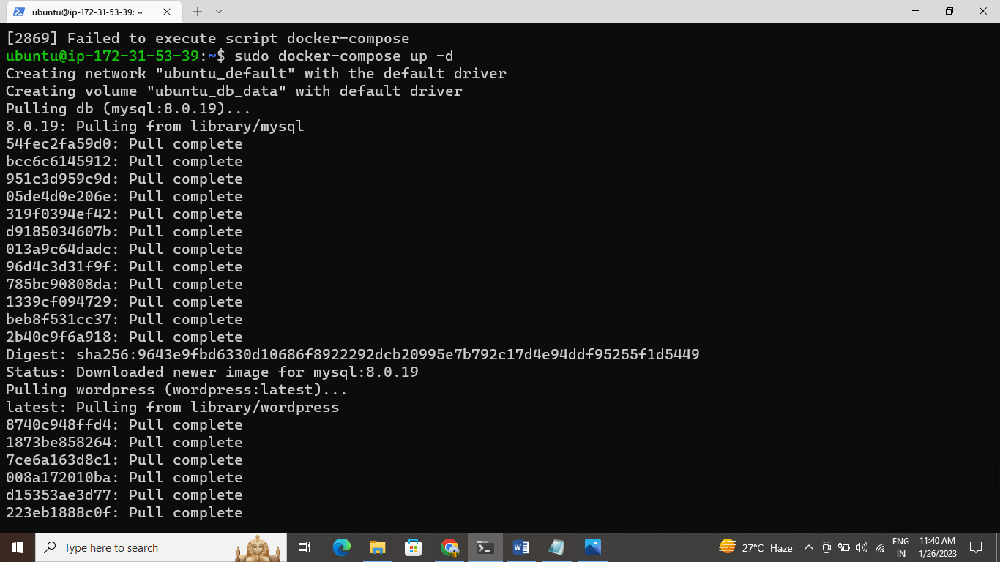 ubuntu@ip-172-31-53-39: ~
[2869] Failed to execute script docker-compose
ubuntu@ip-172-31-53-39:~$ sudo docker-compose up -d
Creating network "ubuntu_default" with the default driver
Creating volume "ubuntu_db_data" with default driver
Pulling db (mysql:8.0.19)...
8.0.19: Pulling from library/mysql
54fec2fa59d0: Pull complete
bcc6c6145912: Pull complete
951c3d959c9d: Pull complete
05de4d0e206e: Pull complete
319f0394ef42: Pull complete
d9185034607b: Pull complete
013a9c64dadc: Pull complete
96d4c3d31f9f: Pull complete
785bc90808da: Pull complete
1339cf094729: Pull complete
beb8f531cc37: Pull complete
2b40c9f6a918: Pull complete
Digest: sha256:9643e9fbd6330d10686f8922292dcb20995e7b792c17d4e94ddf95255f1d5449
Status: Downloaded newer image for mysql:8.0.19
Pulling wordpress (wordpress:latest)...
latest: Pulling from library/wordpress
8740c948ffd4: Pull complete
1873be858264: Pull complete
7ce6a163d8c1: Pull complete
008a172010ba: Pull complete
d15353ae3d77: Pull complete
223eb1888c0f: Pull complete
Type here to search
27°C Haze
ENG
IN
11:40 AM
1/26/2023